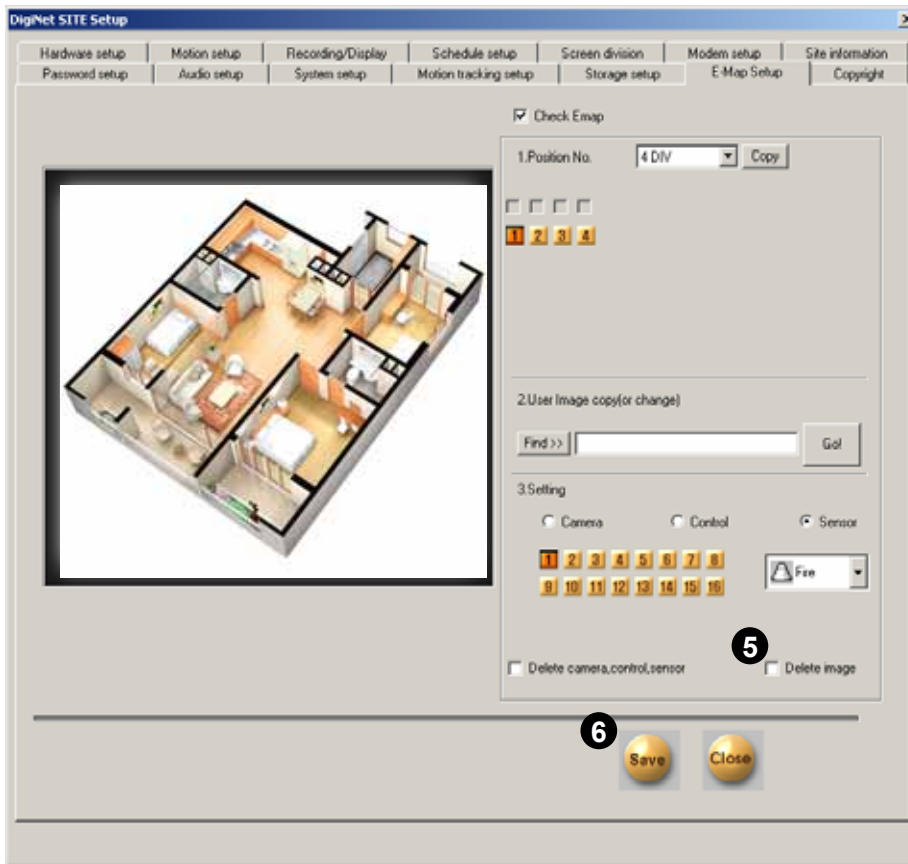 DigiNet SITE Setup
Hardware setup Motion setup Recording/Display Schedule setup Screen division Modem setup Site information
Password setup Audio setup System setup Motion tracking setup Storage setup E-Map Setup Copyright
Check Emap
1.Position No. 4 DIV Copy
1 2 3 4
2.User Image copy(or change)
Find >> Go!
3.Setting
Camera Control Sensor
1 2 3 4 5 6 7 8
Fire
9 10 11 12 13 14 15 16
5
Delete camera,control,sensor Delete image
6
Save Close